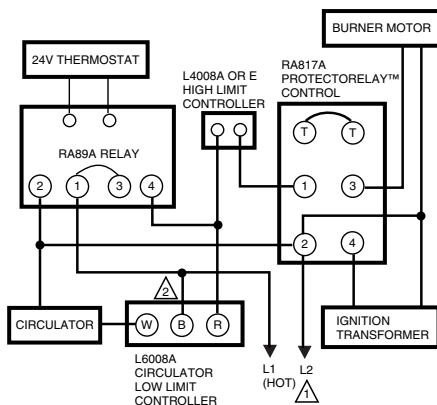 BURNER MOTOR
24V THERMOSTAT
L4008A OR E
HIGH LIMIT
CONTROLLER
RA817A
PROTECTORELAY™
CONTROL
T T
RA89A RELAY
2 1 3 4
1 3
2 4
2
CIRCULATOR
W B R
IGNITION
TRANSFORMER
L6008A
CIRCULATOR
LOW LIMIT
CONTROLLER
L1
(HOT)
L2
1